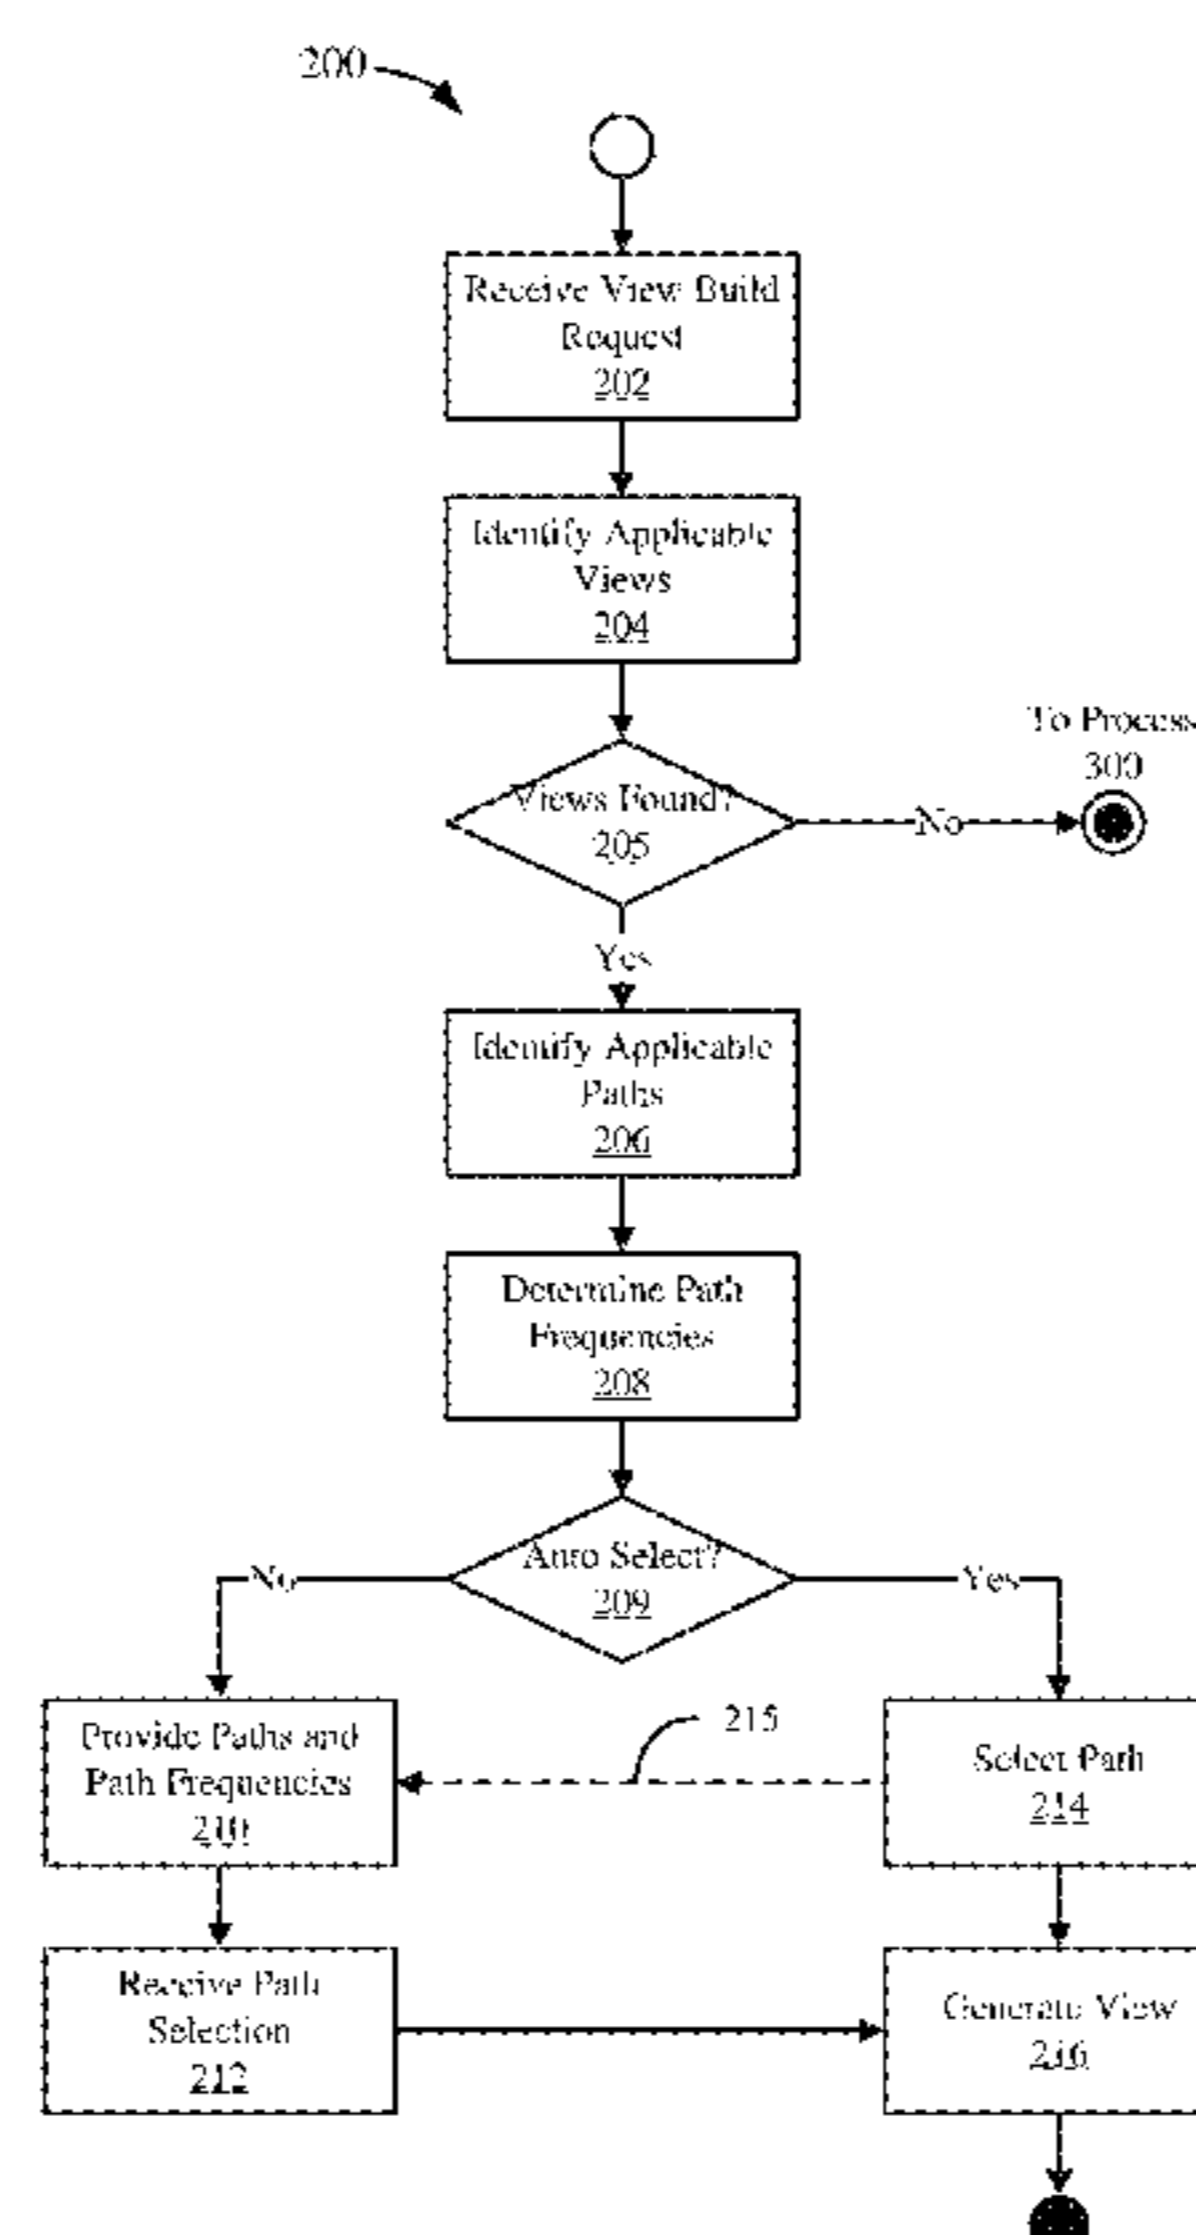 200
Receive View Build
Request
202
Identify Applicable
Views
204
To Process
300
Views Found?
205
No
Yes
Identify Applicable
Paths
206
Determine Path
Frequencies
208
Auto Select?
209
No
Yes
Provide Paths and
Path Frequencies
210
215
Select Path
214
Receive Path
Selection
212
Generate View
216